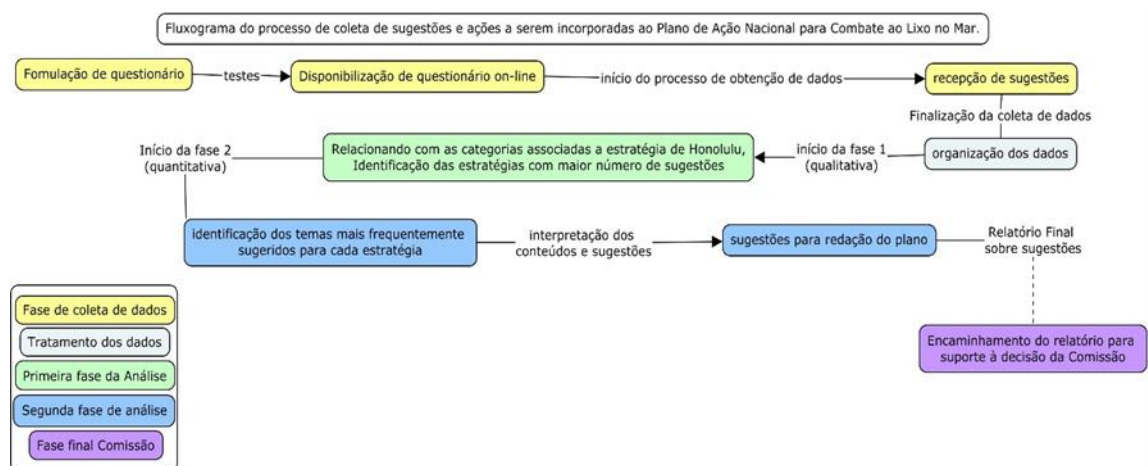 Fluxograma do processo de coleta de sugestões e ações a serem incorporadas ao Plano de Ação Nacional para Combate ao Lixo no Mar.
Fomulação de questionário
testes
Disponibilização de questionário on-line
início do processo de obtenção de dados
recepção de sugestões
Finalização da coleta de dados
organização dos dados
início da fase 1
(qualitativa)
Relacionando com as categorias associadas a estratégia de Honolulu,
Identificação das estratégias com maior número de sugestões
Início da fase 2
(quantitativa)
identificação dos temas mais frequentemente
sugeridos para cada estratégia
interpretação dos
conteúdos e sugestões
sugestões para redação do plano
Relatório Final
sobre sugestões
Encaminhamento do relatório para
suporte à decisão da Comissão
Fase de coleta de dados
Tratamento dos dados
Primeira fase da Análise
Segunda fase de análise
Fase final Comissão